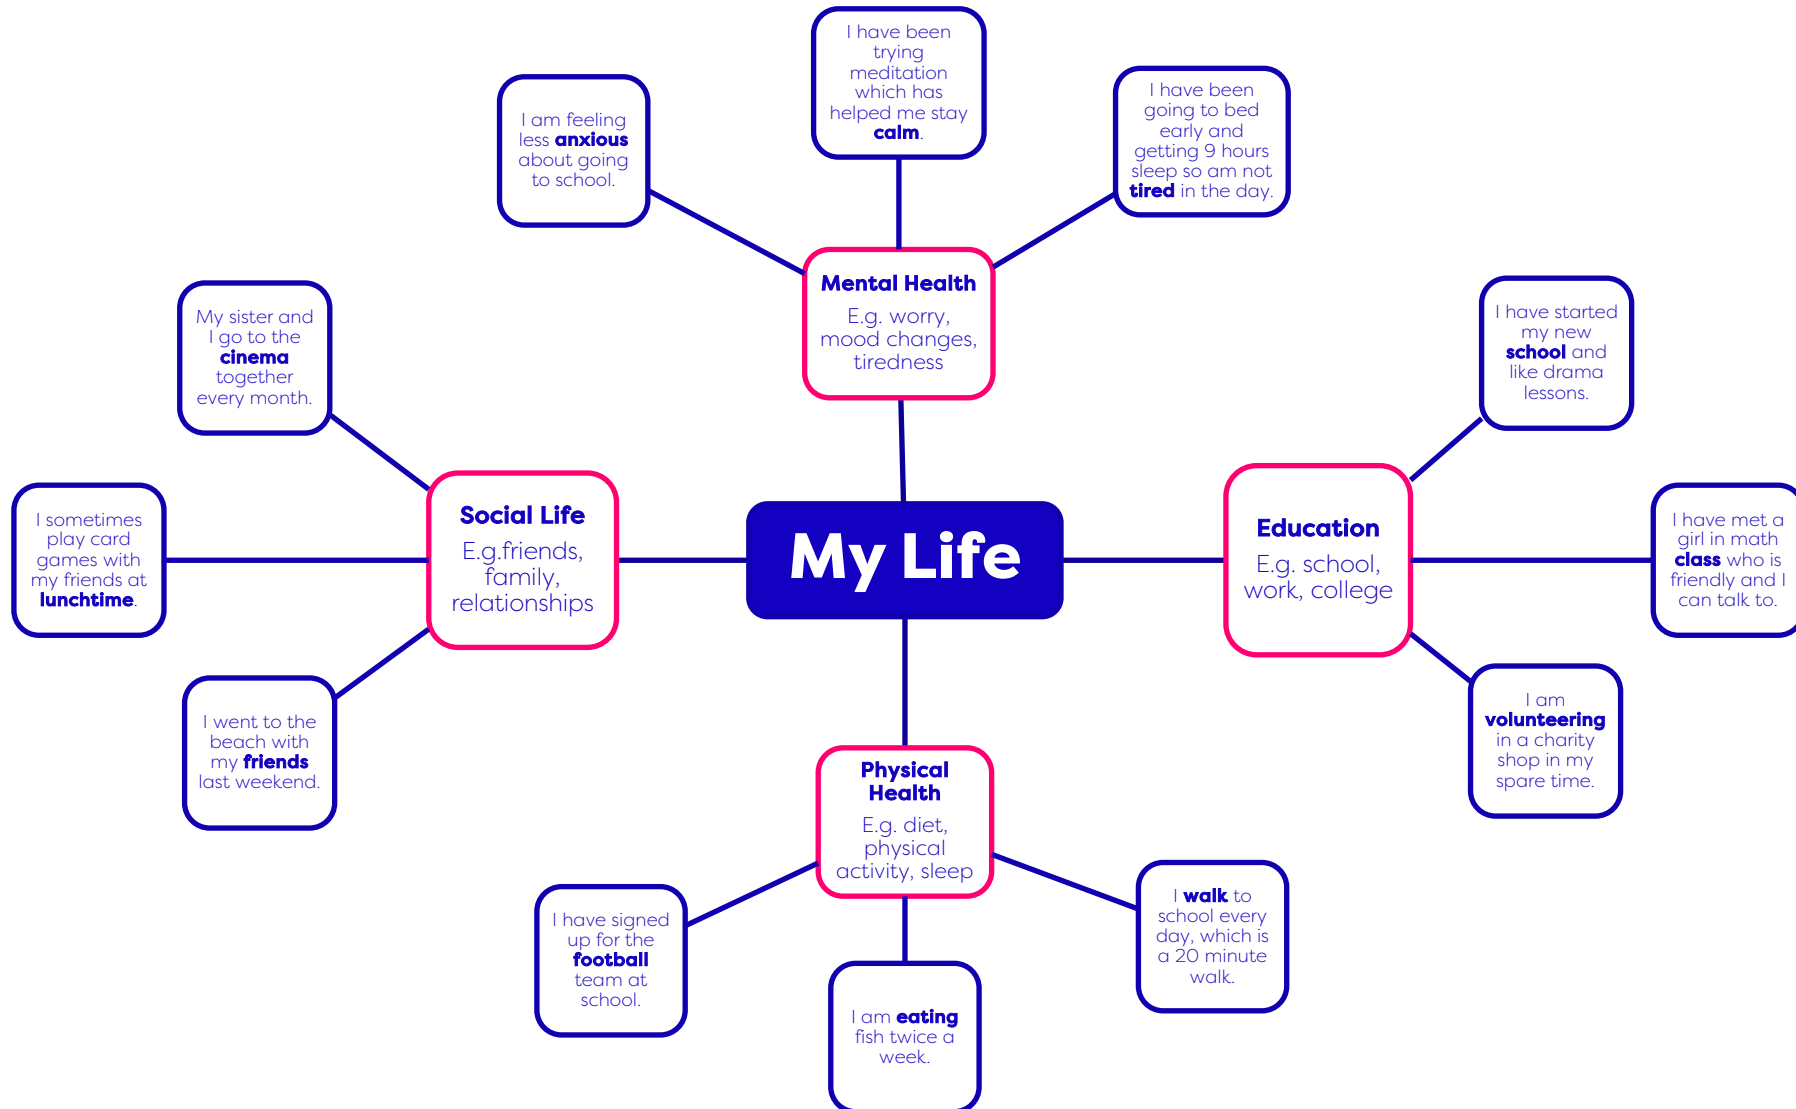 I have been
trying
meditation
which has
helped me stay
calm.
I am feeling
less anxious
about going
to school.
I have been
going to bed
early and
getting 9 hours
sleep so am not
tired in the day.
Mental Health
E.g. worry,
mood changes,
tiredness
My sister and
I go to the
cinema
together
every month.
I sometimes
play card
games with
my friends at
lunchtime.
I went to the
beach with
my friends
last weekend.
Social Life
E.g.friends,
family,
relationships
My Life
Education
E.g. school,
work, college
I have started
my new
school and
like drama
lessons.
I have met a
girl in math
class who is
friendly and I
can talk to.
I am
volunteering
in a charity
shop in my
spare time.
Physical
Health
E.g. diet,
physical
activity, sleep
I have signed
up for the
football
team at
school.
I am eating
fish twice a
week.
I walk to
school every
day, which is
a 20 minute
walk.